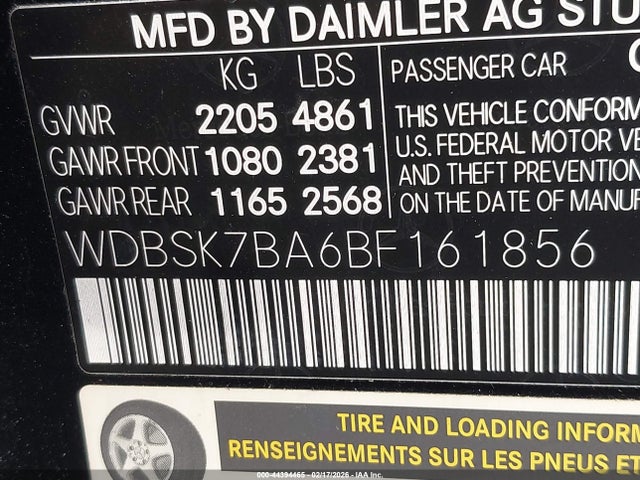 MFD BY DAIMLER AG STU
KG LBS
PASSENGER CAR
GVWR 2205 4861
GAWR FRONT 1080 2381
GAWR REAR 1165 2568
THIS VEHICLE CONFORM
U.S. FEDERAL MOTOR VE
AND THEFT PREVENTION
ON THE DATE OF MANUF
WDBSK7BA6BF161856
TIRE AND LOADING INFORM
RENSEIGNEMENTS SUR LES PNEUS ET
000-44394465 - 02/17/2026 - IAA Inc.